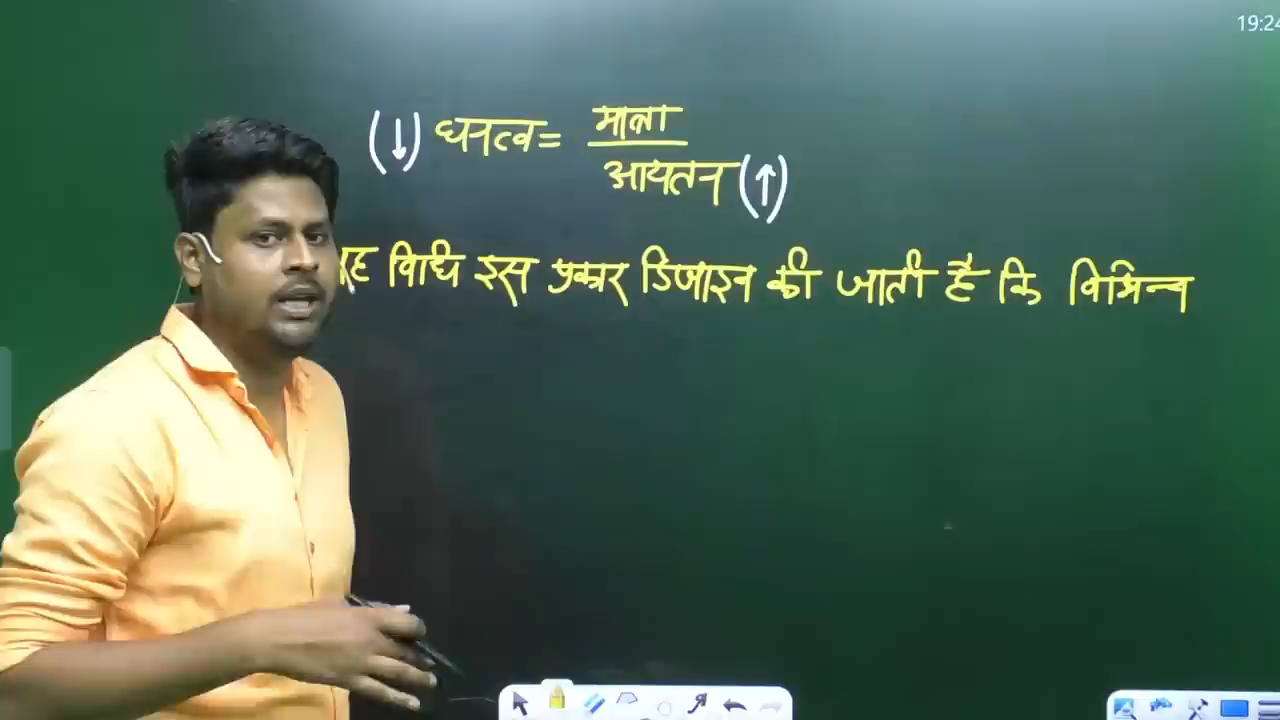 19:24
(↓) घनत्व = मात्रा
आयतन (↑)
यह विधि इस प्रकार डिजाइन की जाती है कि विभिन्न